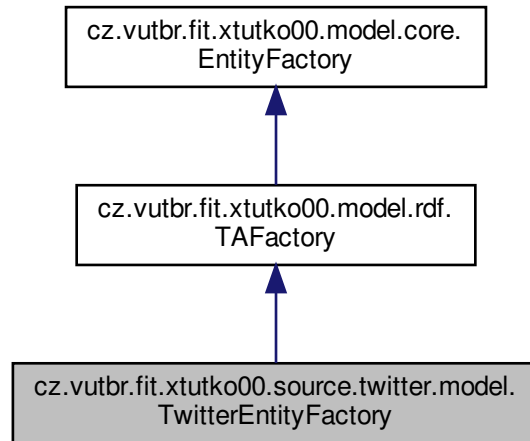 cz.vutbr.fit.xtutko00.model.core.
EntityFactory
cz.vutbr.fit.xtutko00.model.rdf.
TAFactory
cz.vutbr.fit.xtutko00.source.twitter.model.
TwitterEntityFactory